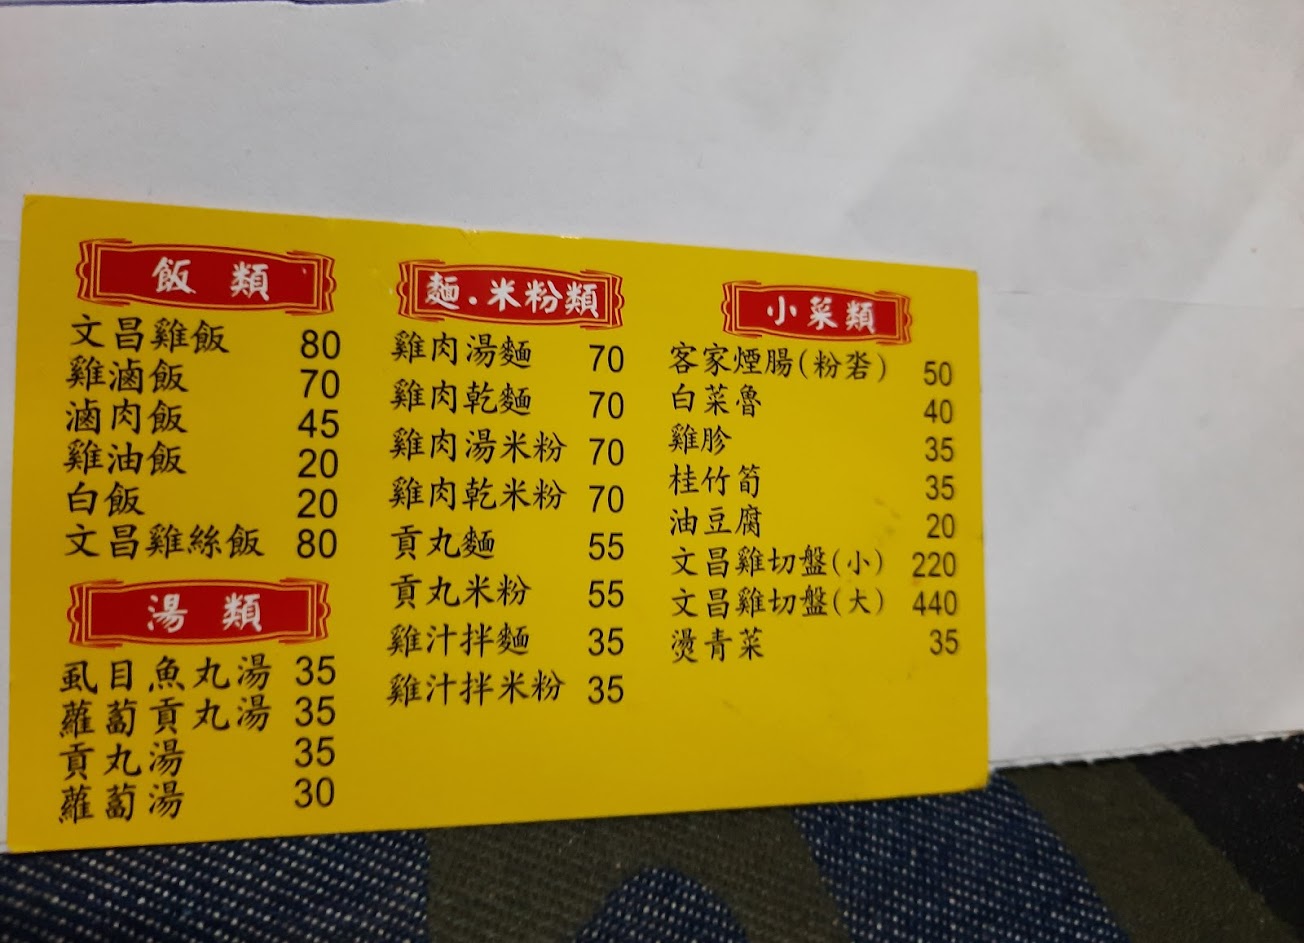 飯類
文昌雞飯 80
雞滷飯 70
滷肉飯 45
雞油飯 20
白飯 20
文昌雞絲飯 80
湯類
虱目魚丸湯 35
蘿蔔貢丸湯 35
貢丸湯 35
蘿蔔湯 30
麵.米粉類
雞肉湯麵 70
雞肉乾麵 70
雞肉湯米粉 70
雞肉乾米粉 70
貢丸麵 55
貢丸米粉 55
雞汁拌麵 35
雞汁拌米粉 35
小菜類
客家煙腸(粉沯) 50
白菜魯 40
雞胗 35
桂竹筍 35
油豆腐 20
文昌雞切盤(小) 220
文昌雞切盤(大) 440
燙青菜 35